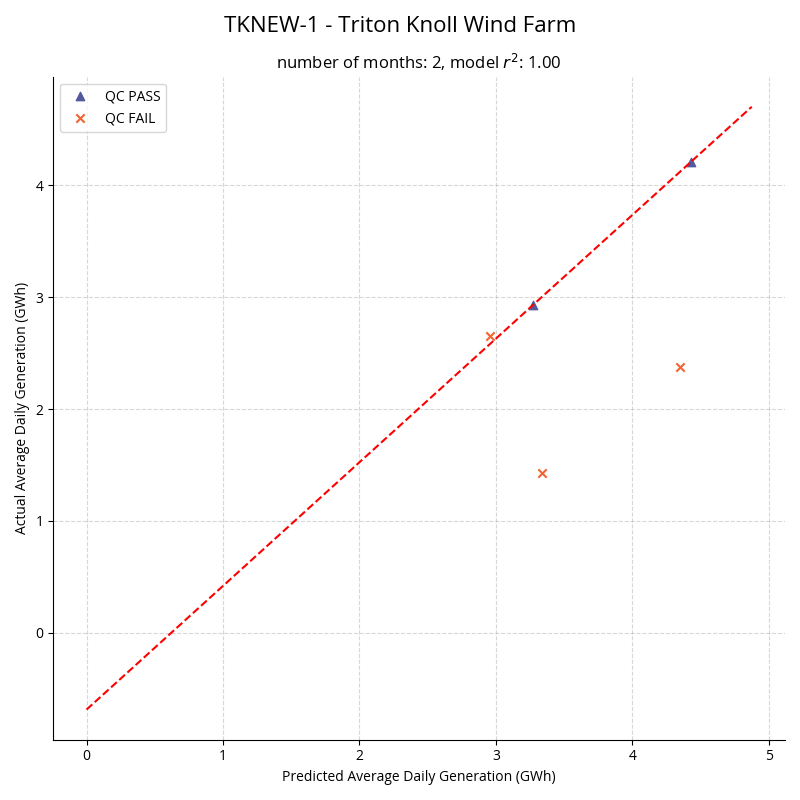 TKNEW-1 - Triton Knoll Wind Farm
number of months: 2, model r²: 1.00
QC PASS
QC FAIL
4
3
2
1
0
Actual Average Daily Generation (GWh)
0 1 2 3 4 5
Predicted Average Daily Generation (GWh)